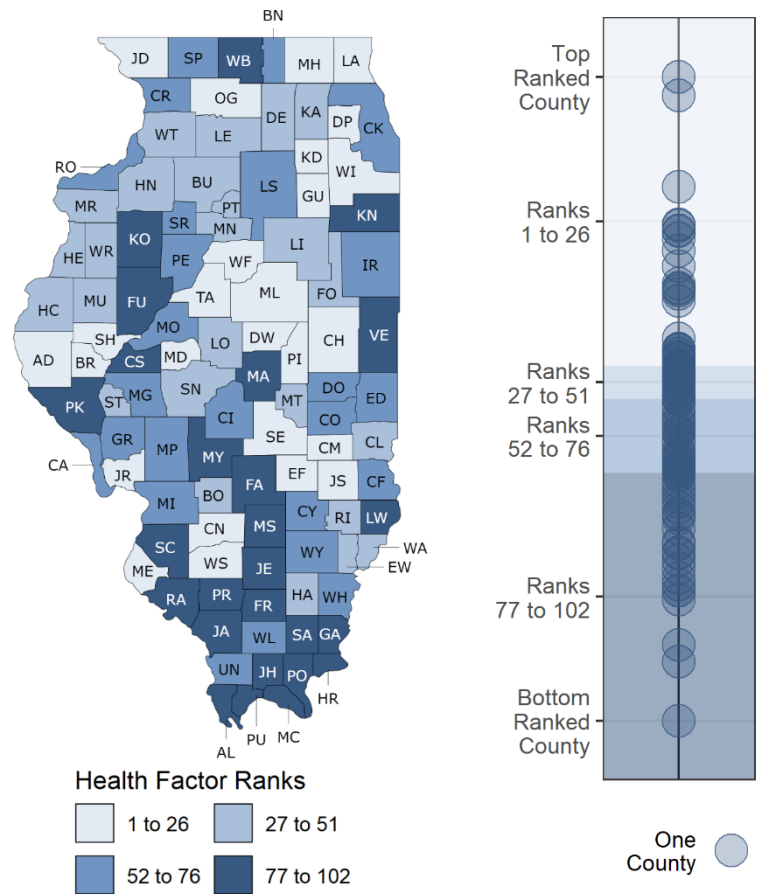 BN
JD
SP
WB
MH
LA
CR
OG
DE
KA
DP
CK
WT
LE
KD
WI
RO
HN
BU
LS
GU
MR
PT
KN
KO
SR
MN
HE
WR
PE
WF
LI
IR
FU
TA
ML
FO
HC
MU
MO
SH
LO
DW
CH
VE
AD
BR
CS
MD
MA
PI
PK
ST
MG
SN
MT
DO
ED
CI
CO
GR
MP
SE
CL
CA
JR
MY
CM
EF
JS
MI
BO
FA
CF
CN
MS
CY
RI
LW
SC
WA
ME
WS
JE
WY
EW
RA
PR
FR
HA
WH
JA
WL
SA
GA
UN
JH
PO
HR
AL
PU
MC
Health Factor Ranks
1 to 26
27 to 51
52 to 76
77 to 102
Top
Ranked
County
Ranks
1 to 26
Ranks
27 to 51
Ranks
52 to 76
Ranks
77 to 102
Bottom
Ranked
County
One
County